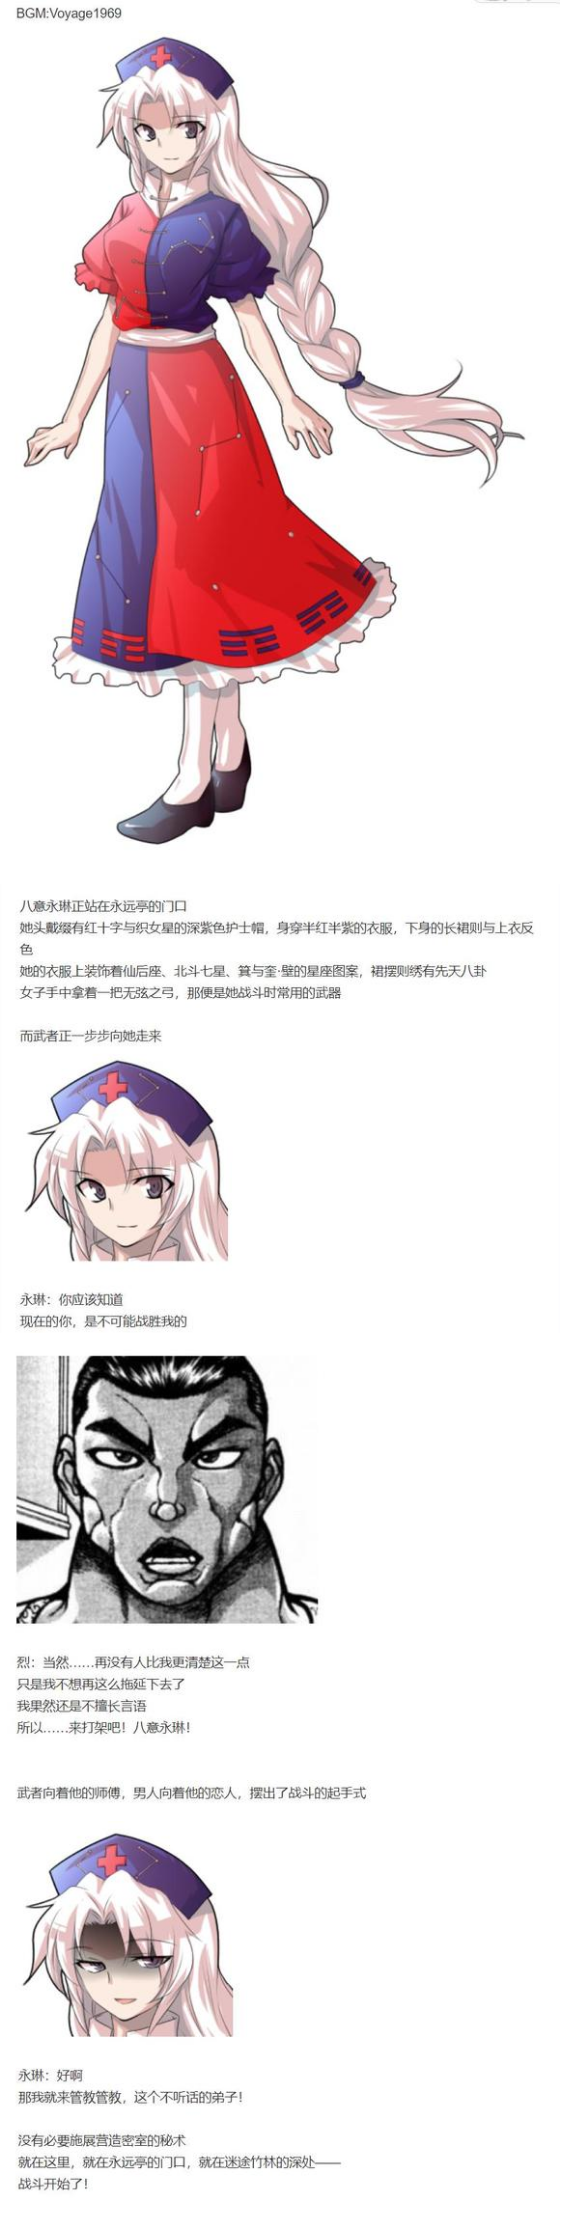 BGM:Voyage1969
八意永琳正站在永远亭的门口
她头戴缀有红十字与织女星的深紫色护士帽，身穿半红半紫的衣服，下身的长裙则与上衣反
色
她的衣服上装饰着仙后座、北斗七星、箕与奎·壁的星座图案，裙摆则绣有先天八卦
女子手中拿着一把无弦之弓，那便是她战斗时常用的武器
而武者正一步步向她走来
永琳：你应该知道
现在的你，是不可能战胜我的
烈：当然……再没有人比我更清楚这一点
只是我不想再这么拖延下去了
我果然还是不擅长言语
所以……来打架吧！八意永琳！
武者向着他的师傅，男人向着他的恋人，摆出了战斗的起手式
永琳：好啊
那我就来管教管教，这个不听话的弟子！
没有必要施展营造密室的秘术
就在这里，就在永远亭的门口，就在迷途竹林的深处——
战斗开始了！